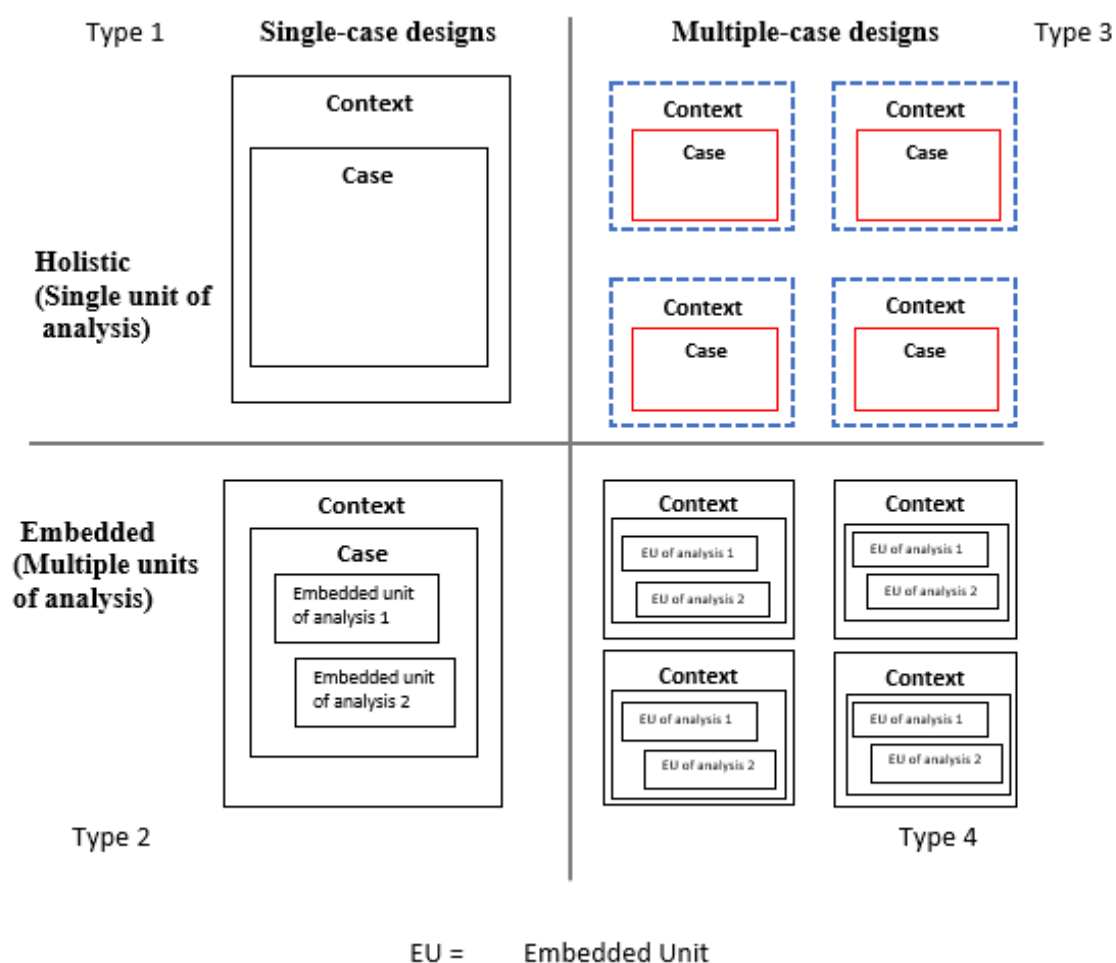 Type 1
Single-case designs
Multiple-case designs
Type 3
Context
Case
Context
Case
Context
Case
Holistic
(Single unit of
analysis)
Context
Case
Context
Case
Embedded
(Multiple units
of analysis)
Context
Case
Embedded unit
of analysis 1
Embedded unit
of analysis 2
Context
EU of analysis 1
EU of analysis 2
Context
EU of analysis 1
EU of analysis 2
Context
EU of analysis 1
EU of analysis 2
Context
EU of analysis 1
EU of analysis 2
Type 2
Type 4
EU = Embedded Unit